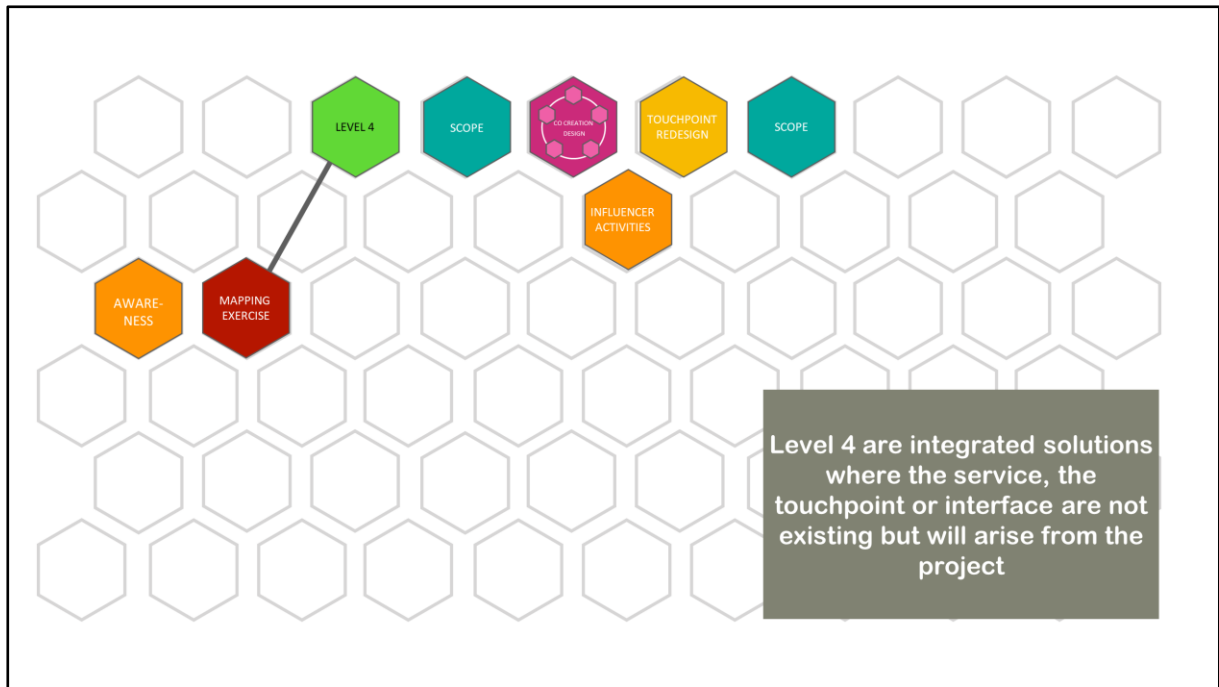 LEVEL 4
SCOPE
CO CREATION
DESIGN
TOUCHPOINT
REDESIGN
SCOPE
INFLUENCER
ACTIVITIES
AWARE-
NESS
MAPPING
EXERCISE
Level 4 are integrated solutions
where the service, the
touchpoint or interface are not
existing but will arise from the
project